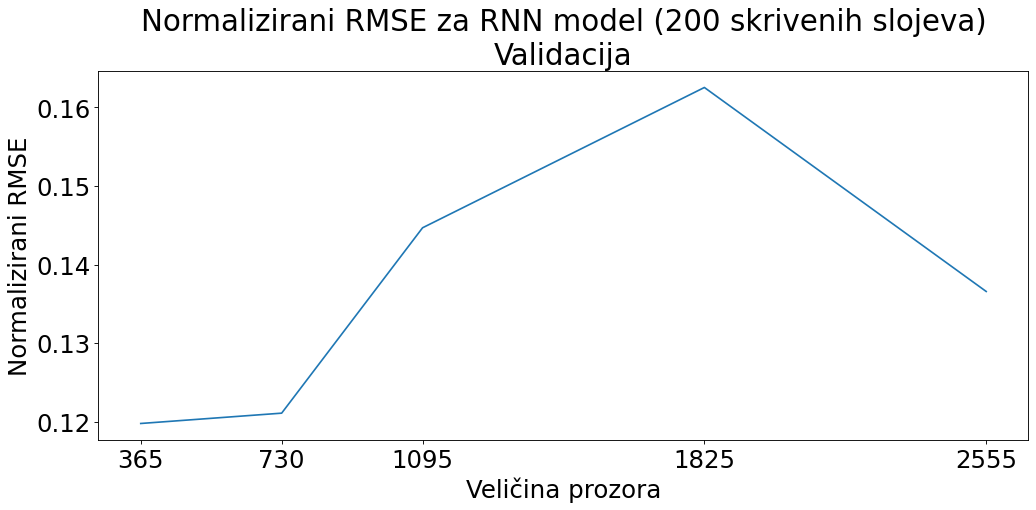 Normalizirani RMSE za RNN model (200 skrivenih slojeva)
Validacija
Normalizirani RMSE
0.16
0.15
0.14
0.13
0.12
365 730 1095 1825 2555
Veličina prozora